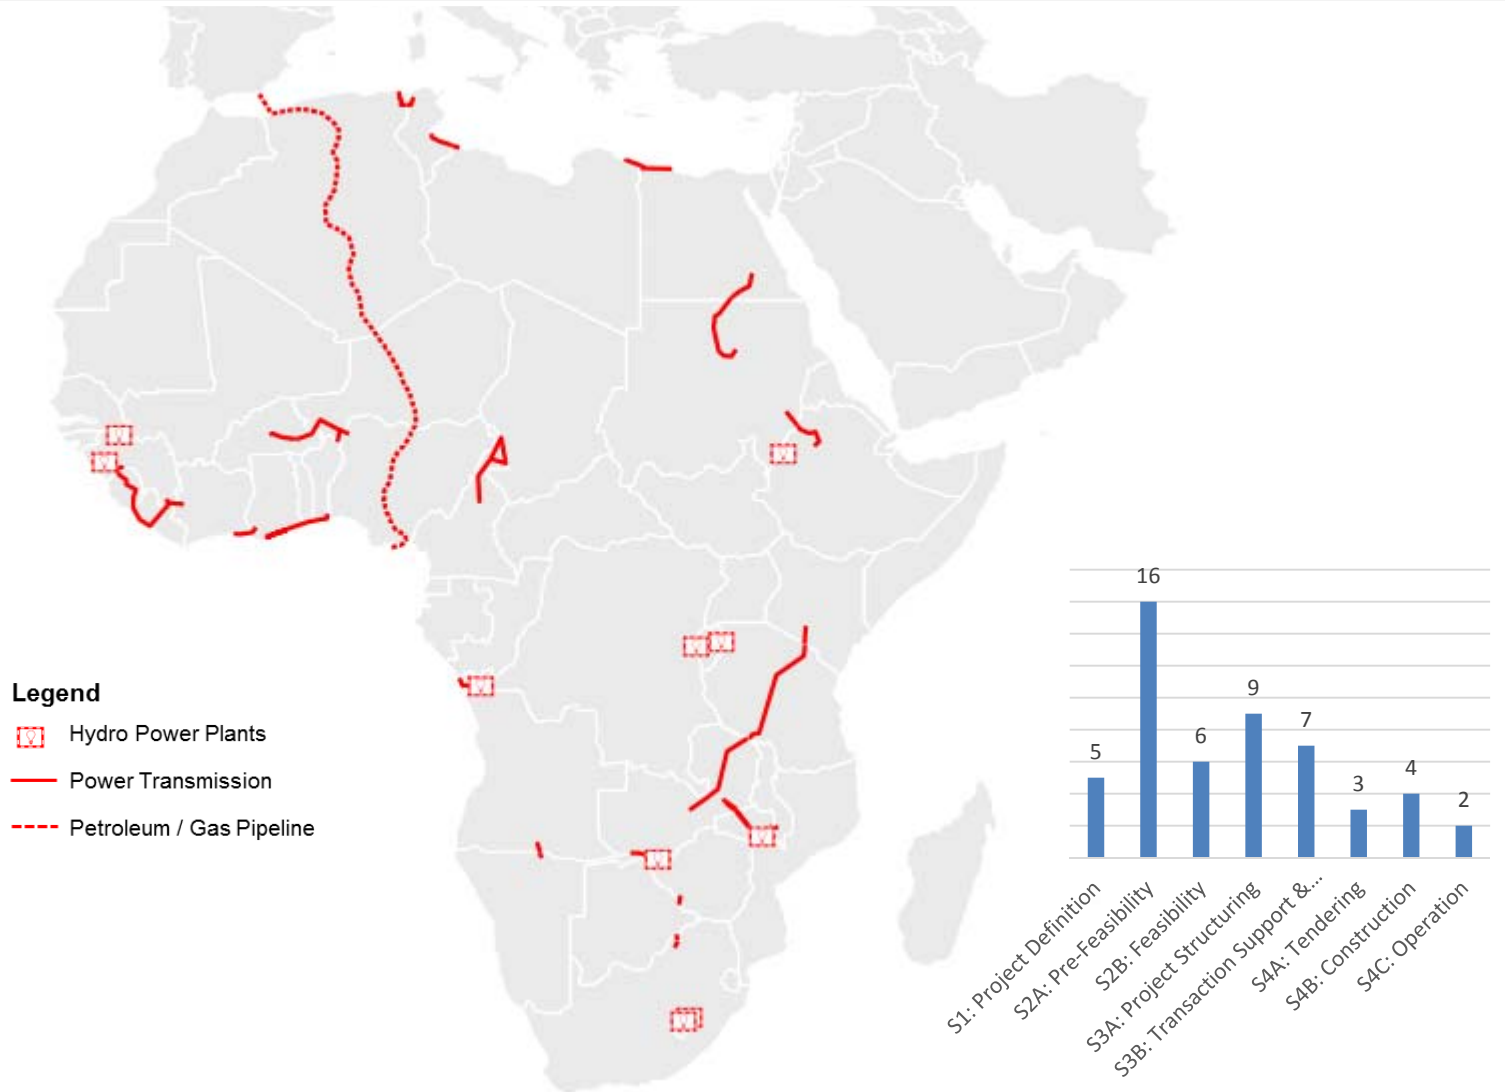 Legend
Hydro Power Plants
Power Transmission
Petroleum / Gas Pipeline
16
9
7
6
5
4
3
2
S1: Project Definition
S2A: Pre-Feasibility
S2B: Feasibility
S3A: Project Structuring
S3B: Transaction Support &...
S4A: Tendering
S4B: Construction
S4C: Operation